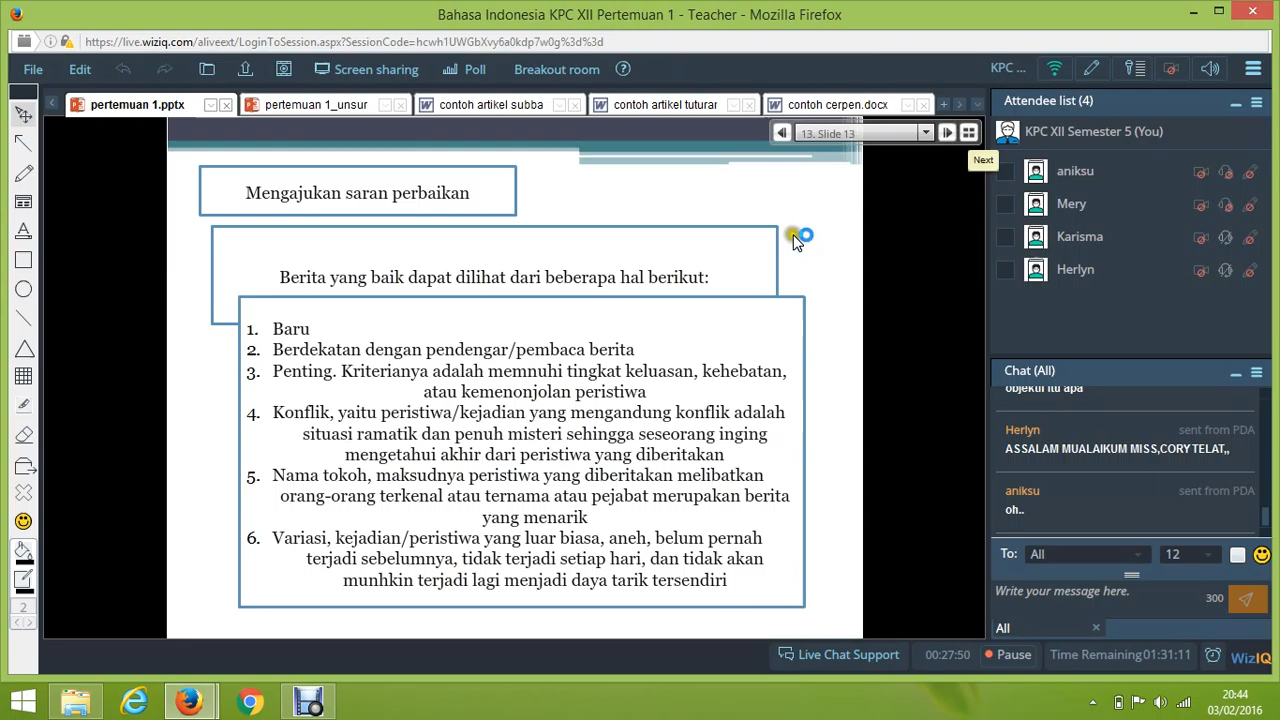 Bahasa Indonesia KPC XII Pertemuan 1 - Teacher - Mozilla Firefox
https://live.wiziq.com/aliveext/LoginToSession.aspx?SessionCode=hcwh1UWGbXvy6a0kdp7w0g%3d%3d
File Edit Screen sharing Poll Breakout room KPC ...
pertemuan 1.pptx pertemuan 1_unsur contoh artikel subba contoh artikel tuturar contoh cerpen.docx
13. Slide 13
Next
Mengajukan saran perbaikan
Berita yang baik dapat dilihat dari beberapa hal berikut:
1. Baru
2. Berdekatan dengan pendengar/pembaca berita
3. Penting. Kriterianya adalah memnuhi tingkat keluasan, kehebatan,
atau kemenonjolan peristiwa
4. Konflik, yaitu peristiwa/kejadian yang mengandung konflik adalah
situasi ramatik dan penuh misteri sehingga seseorang inging
mengetahui akhir dari peristiwa yang diberitakan
5. Nama tokoh, maksudnya peristiwa yang diberitakan melibatkan
orang-orang terkenal atau ternama atau pejabat merupakan berita
yang menarik
6. Variasi, kejadian/peristiwa yang luar biasa, aneh, belum pernah
terjadi sebelumnya, tidak terjadi setiap hari, dan tidak akan
munhkin terjadi lagi menjadi daya tarik tersendiri
2
Attendee list (4)
KPC XII Semester 5 (You)
aniksu
Mery
Karisma
Herlyn
Chat (All)
objektif itu apa
Herlyn sent from PDA
ASSALAM MUALAIKUM MISS,CORY TELAT,,
aniksu sent from PDA
oh..
To: All 12
Write your message here. 300
All
Live Chat Support 00:27:50 Pause Time Remaining 01:31:11 WizIQ
20:44
03/02/2016